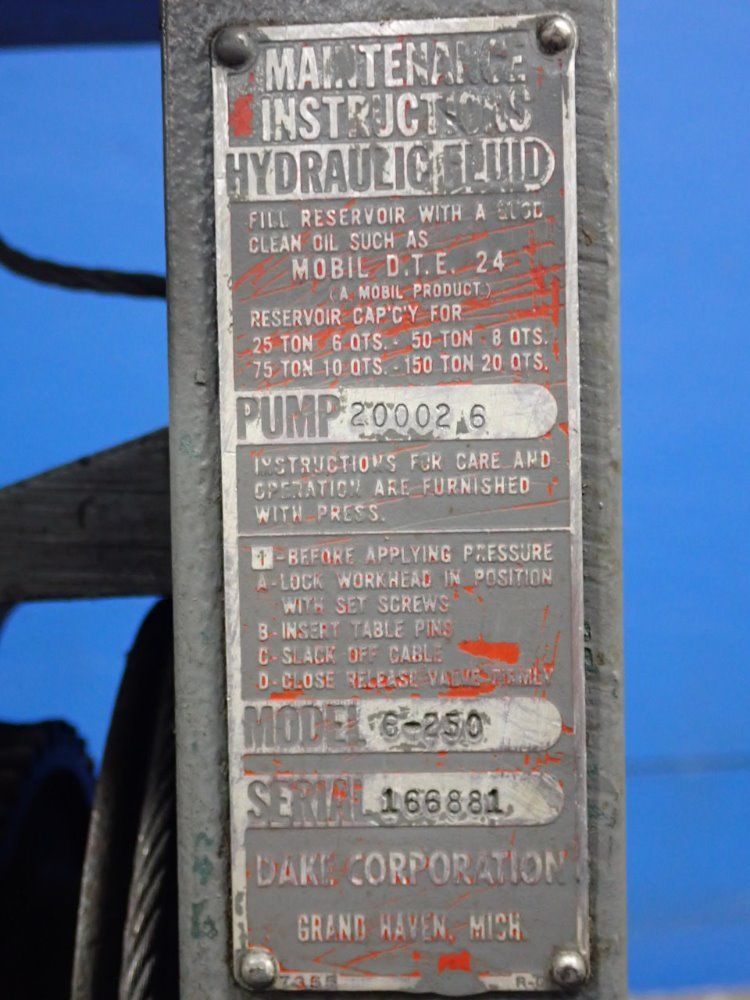 MAINTENANCE
INSTRUCTIONS
HYDRAULIC FLUID
FILL RESERVOIR WITH A GOOD
CLEAN OIL SUCH AS
MOBIL D.T.E. 24
(A MOBIL PRODUCT.)
RESERVOIR CAP'C'Y FOR
25 TON 6 QTS. - 50 TON - 8 QTS.
75 TON 10 QTS. - 150 TON 20 QTS.
PUMP 20002 6
INSTRUCTIONS FOR CARE AND
OPERATION ARE FURNISHED
WITH PRESS.
1 - BEFORE APPLYING PRESSURE
A - LOCK WORKHEAD IN POSITION
WITH SET SCREWS
B - INSERT TABLE PINS
C - SLACK OFF CABLE
D - CLOSE RELEASE VALVE FIRMLY
MODEL 6-250
SERIAL 166881
DAKE CORPORATION
GRAND HAVEN, MICH.